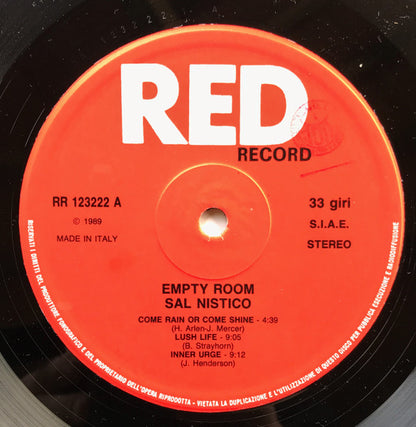 RED
RECORD
RR 123222 A
33 giri
© 1989
S.I.A.E.
MADE IN ITALY
STEREO
EMPTY ROOM
SAL NISTICO
COME RAIN OR COME SHINE - 4:39
(H. Arlen-J. Mercer)
LUSH LIFE - 9:05
(B. Strayhorn)
INNER URGE - 9:12
(J. Henderson)
RISERVATI I DIRITTI DEL PRODUTTORE FONOGRAFICO E DEL PROPRIETARIO DELL'OPERA RIPRODOTTA - VIETATA LA DUPLICAZIONE E L'UTILIZZAZIONE DI QUESTO DISCO PER PUBBLICA ESECUZIONE E RADIODIFFUSIONE